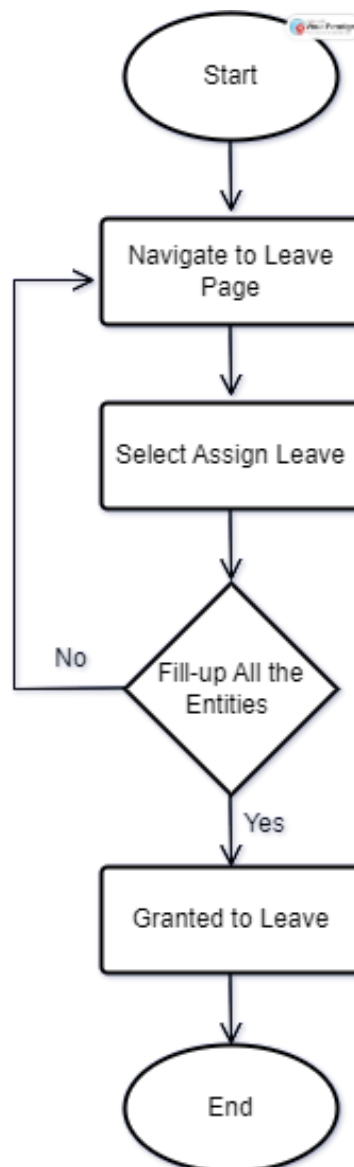 Start
Navigate to Leave
Page
Select Assign Leave
No
Fill-up All the
Entities
Yes
Granted to Leave
End